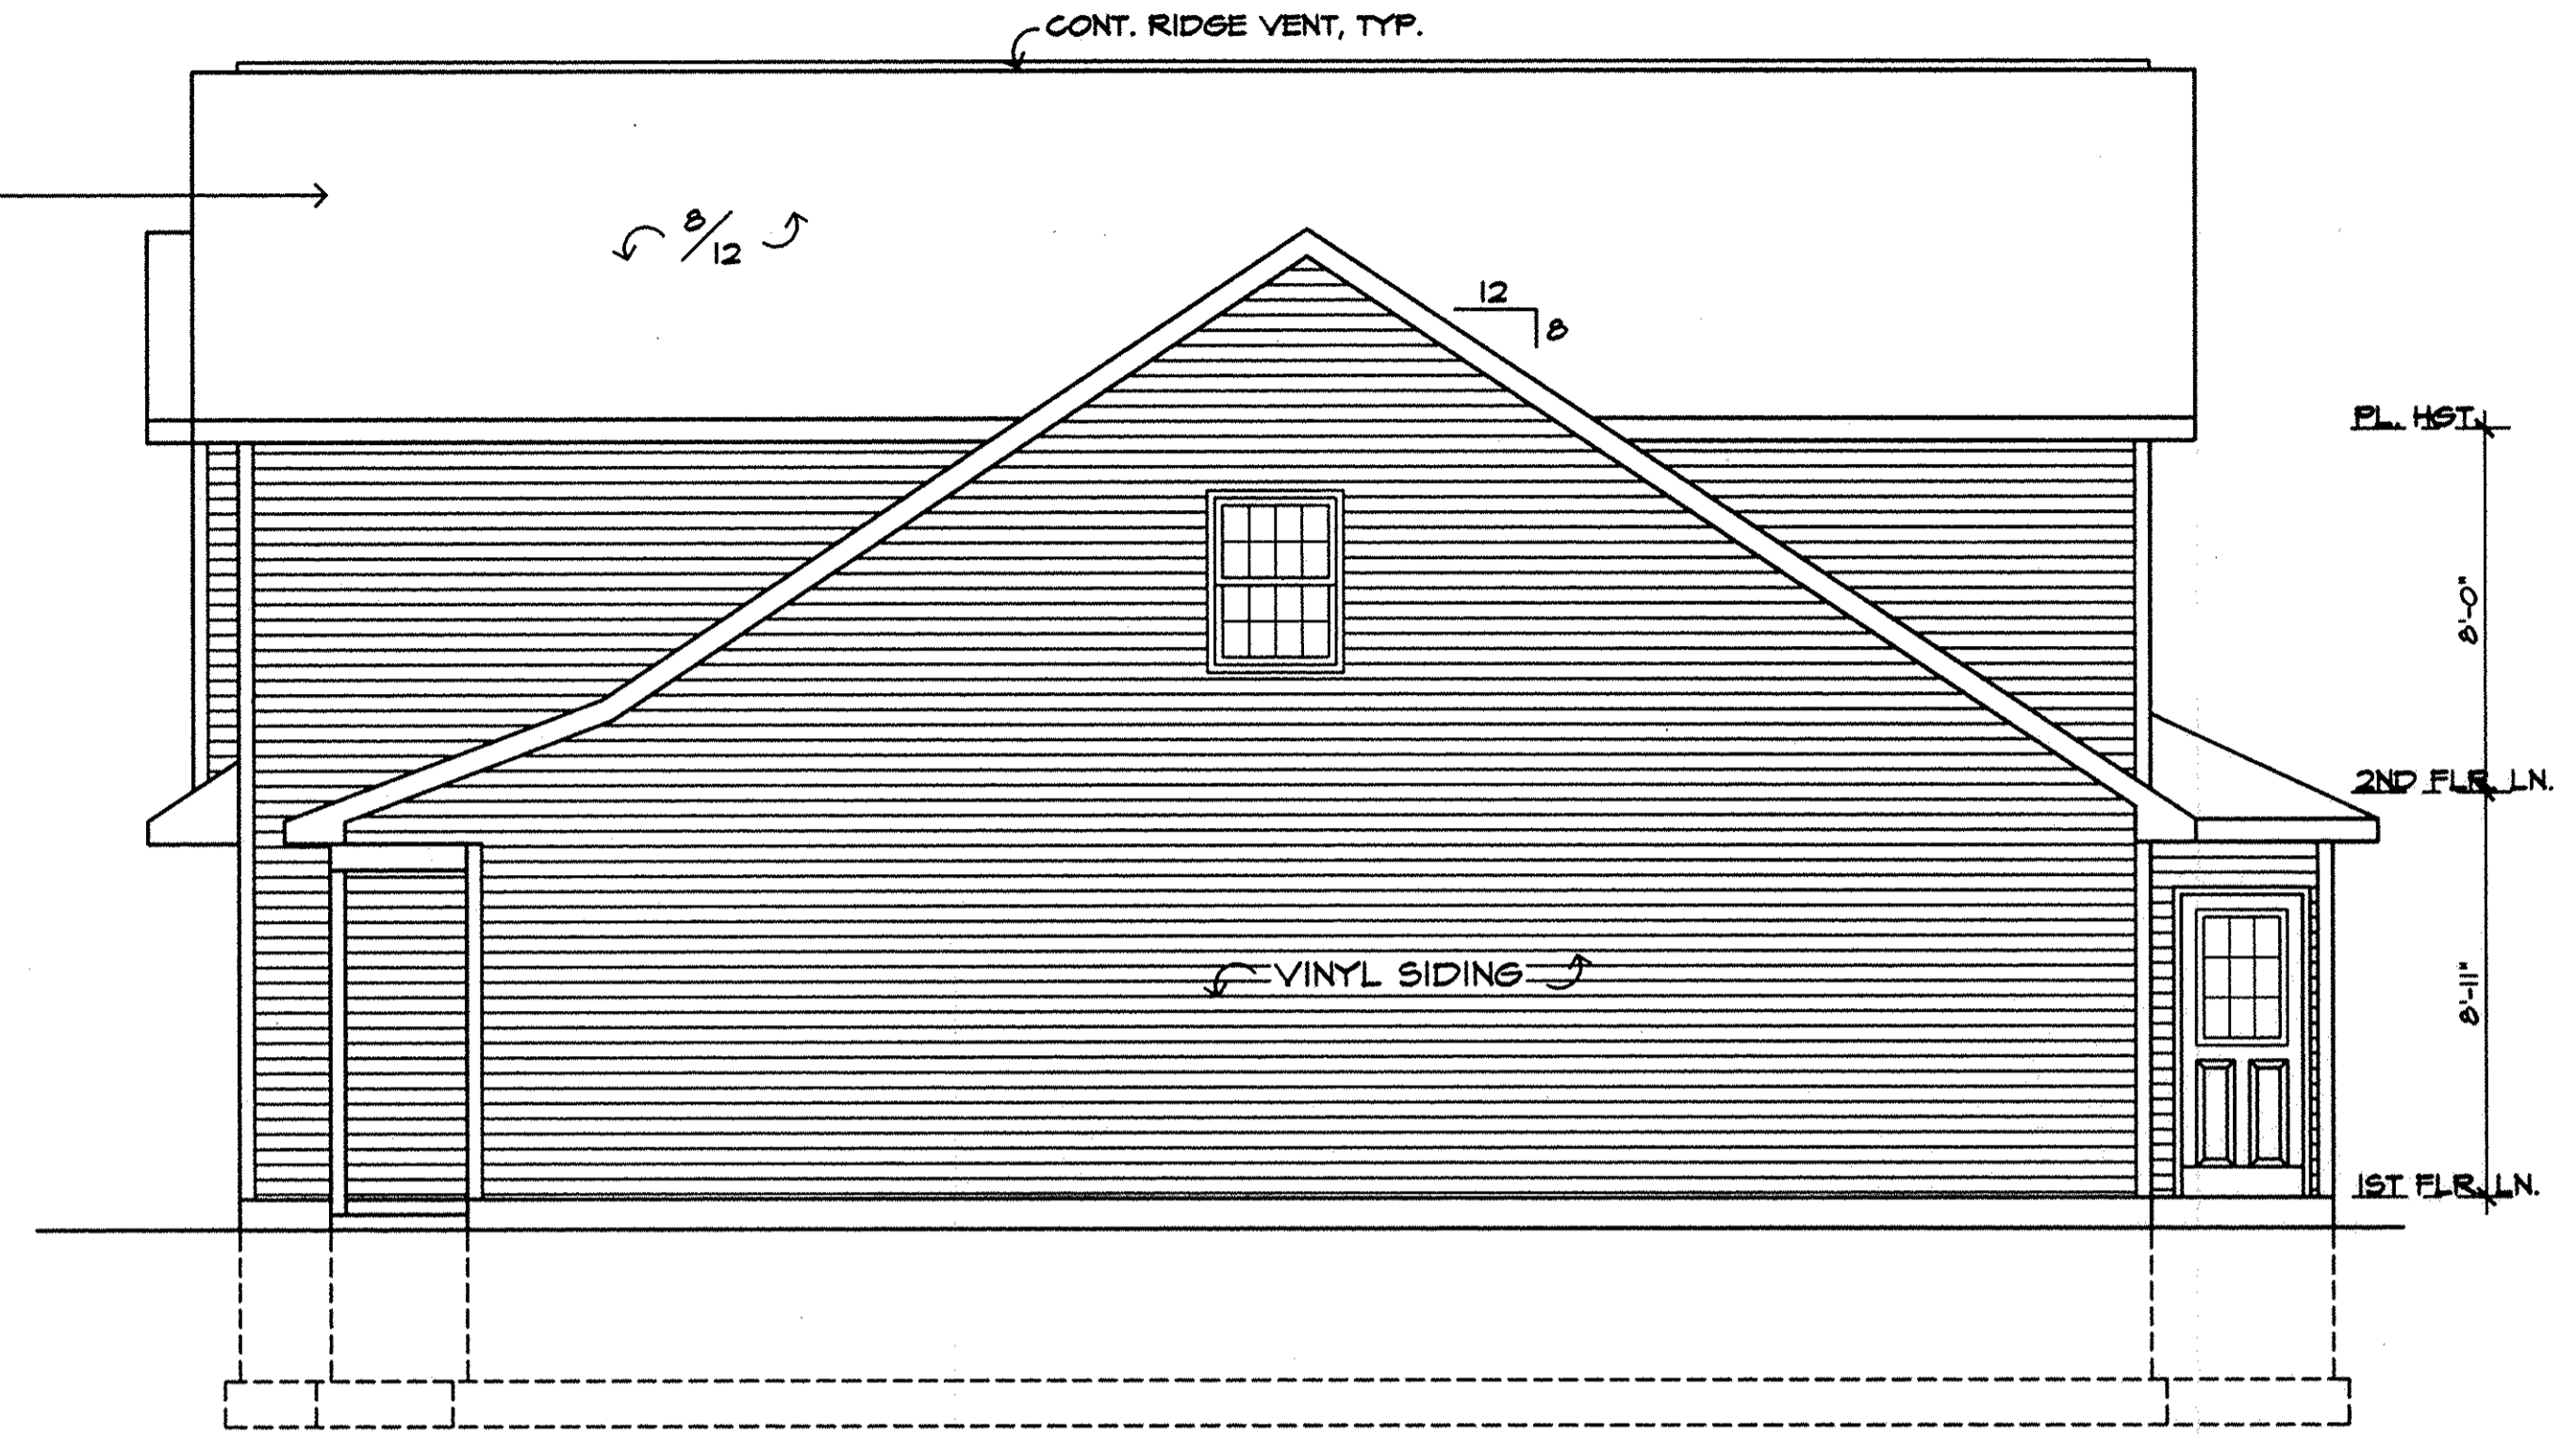 CONT. RIDGE VENT, TYP.
8/12
12
8
PL. HGT.
8'-0"
2ND FLR. LN.
VINYL SIDING
8'-11"
1ST FLR. LN.